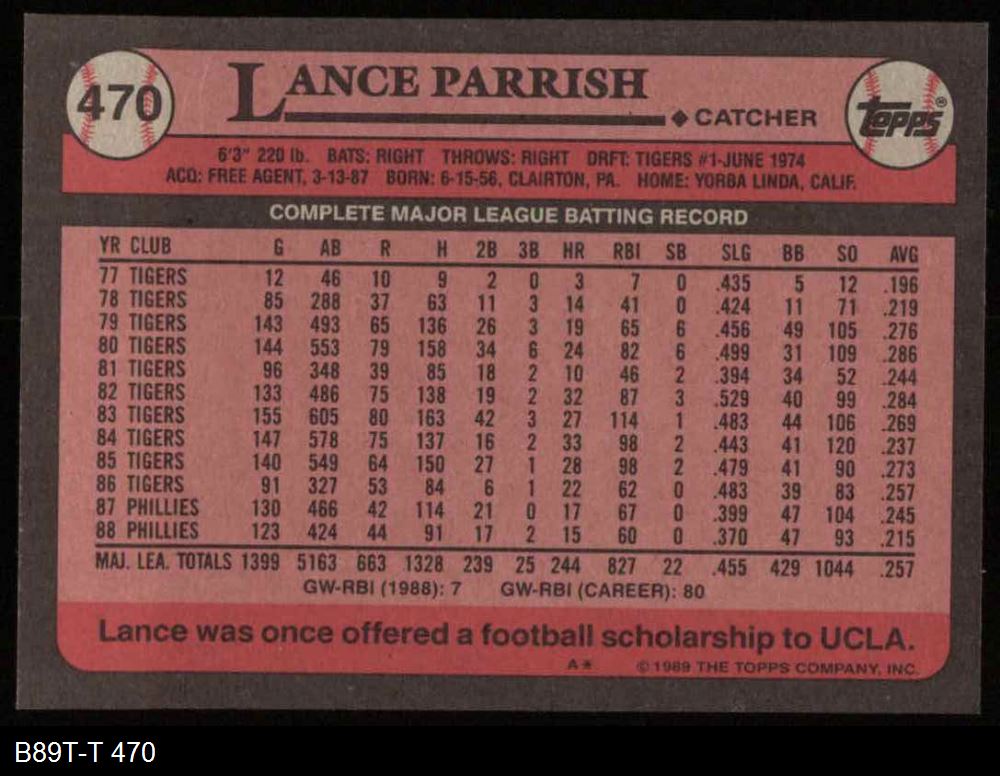 470
LANCE PARRISH
◆ CATCHER
TOPPS®
6'3" 220 lb. BATS: RIGHT THROWS: RIGHT DRFT: TIGERS #1-JUNE 1974
ACQ: FREE AGENT, 3-13-87 BORN: 6-15-56, CLAIRTON, PA. HOME: YORBA LINDA, CALIF.
COMPLETE MAJOR LEAGUE BATTING RECORD
YR CLUB G AB R H 2B 3B HR RBI SB SLG BB SO AVG
77 TIGERS 12 46 10 9 2 0 3 7 0 .435 5 12 .196
78 TIGERS 85 288 37 63 11 3 14 41 0 .424 11 71 .219
79 TIGERS 143 493 65 136 26 3 19 65 6 .456 49 105 .276
80 TIGERS 144 553 79 158 34 6 24 82 6 .499 31 109 .286
81 TIGERS 96 348 39 85 18 2 10 46 2 .394 34 52 .244
82 TIGERS 133 486 75 138 19 2 32 87 3 .529 40 99 .284
83 TIGERS 155 605 80 163 42 3 27 114 1 .483 44 106 .269
84 TIGERS 147 578 75 137 16 2 33 98 2 .443 41 120 .237
85 TIGERS 140 549 64 150 27 1 28 98 2 .479 41 90 .273
86 TIGERS 91 327 53 84 6 1 22 62 0 .483 39 83 .257
87 PHILLIES 130 466 42 114 21 0 17 67 0 .399 47 104 .245
88 PHILLIES 123 424 44 91 17 2 15 60 0 .370 47 93 .215
MAJ. LEA. TOTALS 1399 5163 663 1328 239 25 244 827 22 .455 429 1044 .257
GW-RBI (1988): 7 GW-RBI (CAREER): 80
Lance was once offered a football scholarship to UCLA.
A* © 1989 THE TOPPS COMPANY, INC.
B89T-T 470